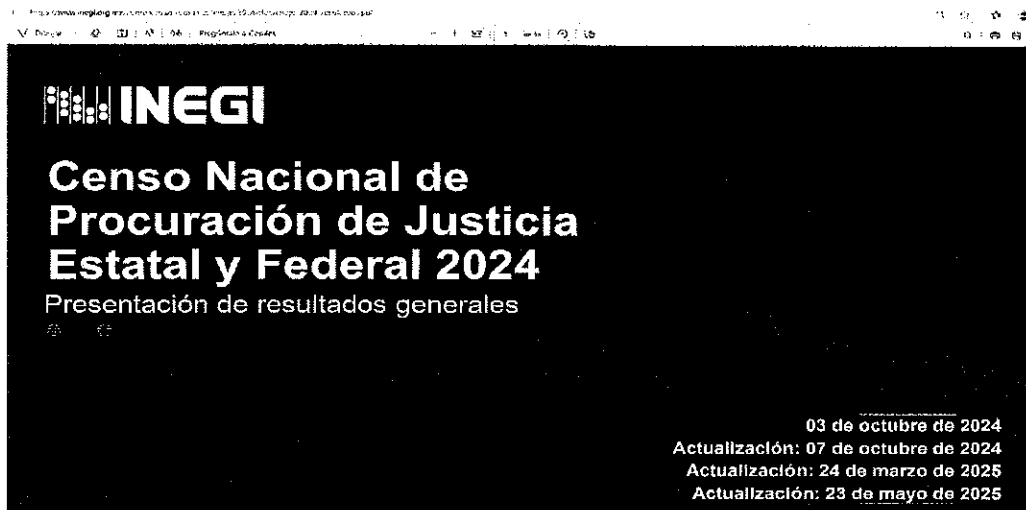 INEGI
Censo Nacional de
Procuración de Justicia
Estatal y Federal 2024
Presentación de resultados generales
03 de octubre de 2024
Actualización: 07 de octubre de 2024
Actualización: 24 de marzo de 2025
Actualización: 23 de mayo de 2025